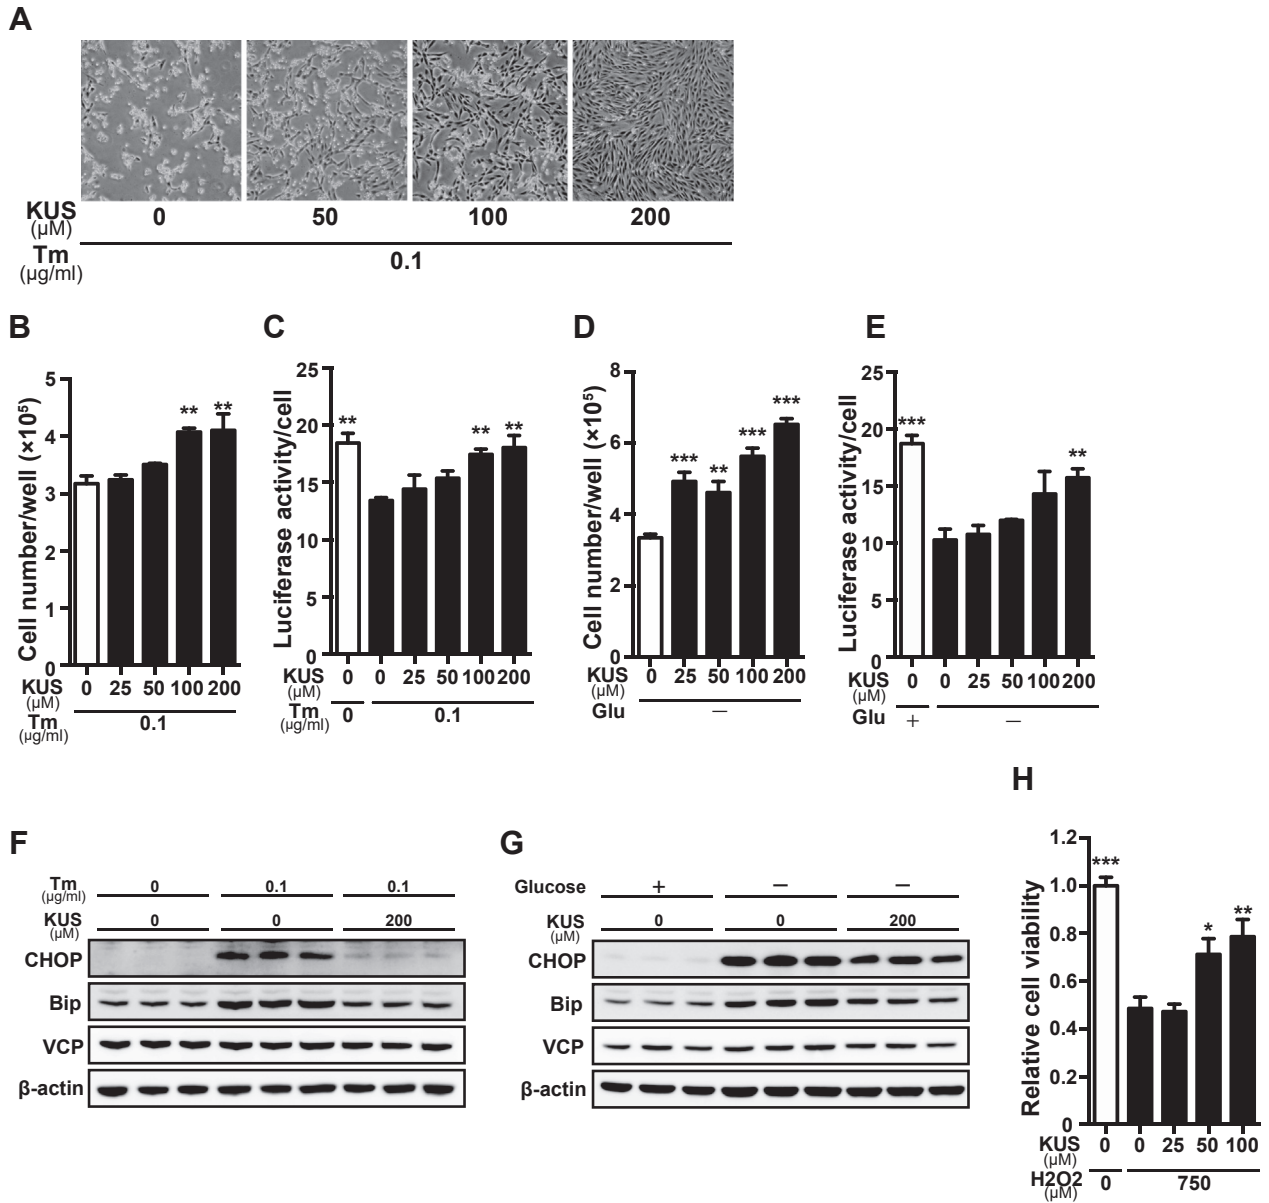 A
KUS 0 50 100 200
(µM)
Tm 0.1
(µg/ml)
B
Cell number/well (×10⁵)
5
4
3
2
1
0
** **
KUS 0 25 50 100 200
(µM)
Tm 0.1
(µg/ml)
C
Luciferase activity/cell
25
20
15
10
5
0
** ** **
KUS 0 0 25 50 100 200
(µM)
Tm 0 0.1
(µg/ml)
D
Cell number/well (×10⁵)
8
6
4
2
0
*** ** *** ***
KUS 0 25 50 100 200
(µM)
Glu −
E
Luciferase activity/cell
25
20
15
10
5
0
*** **
KUS 0 0 25 50 100 200
(µM)
Glu + −
F
Tm 0 0.1 0.1
(µg/ml)
KUS 0 0 200
(µM)
CHOP
Bip
VCP
β-actin
G
Glucose + − −
KUS 0 0 200
(µM)
CHOP
Bip
VCP
β-actin
H
Relative cell viability
1.2
1.0
0.8
0.6
0.4
0.2
0
*** * **
KUS 0 0 25 50 100
(µM)
H2O2 0 750
(µM)